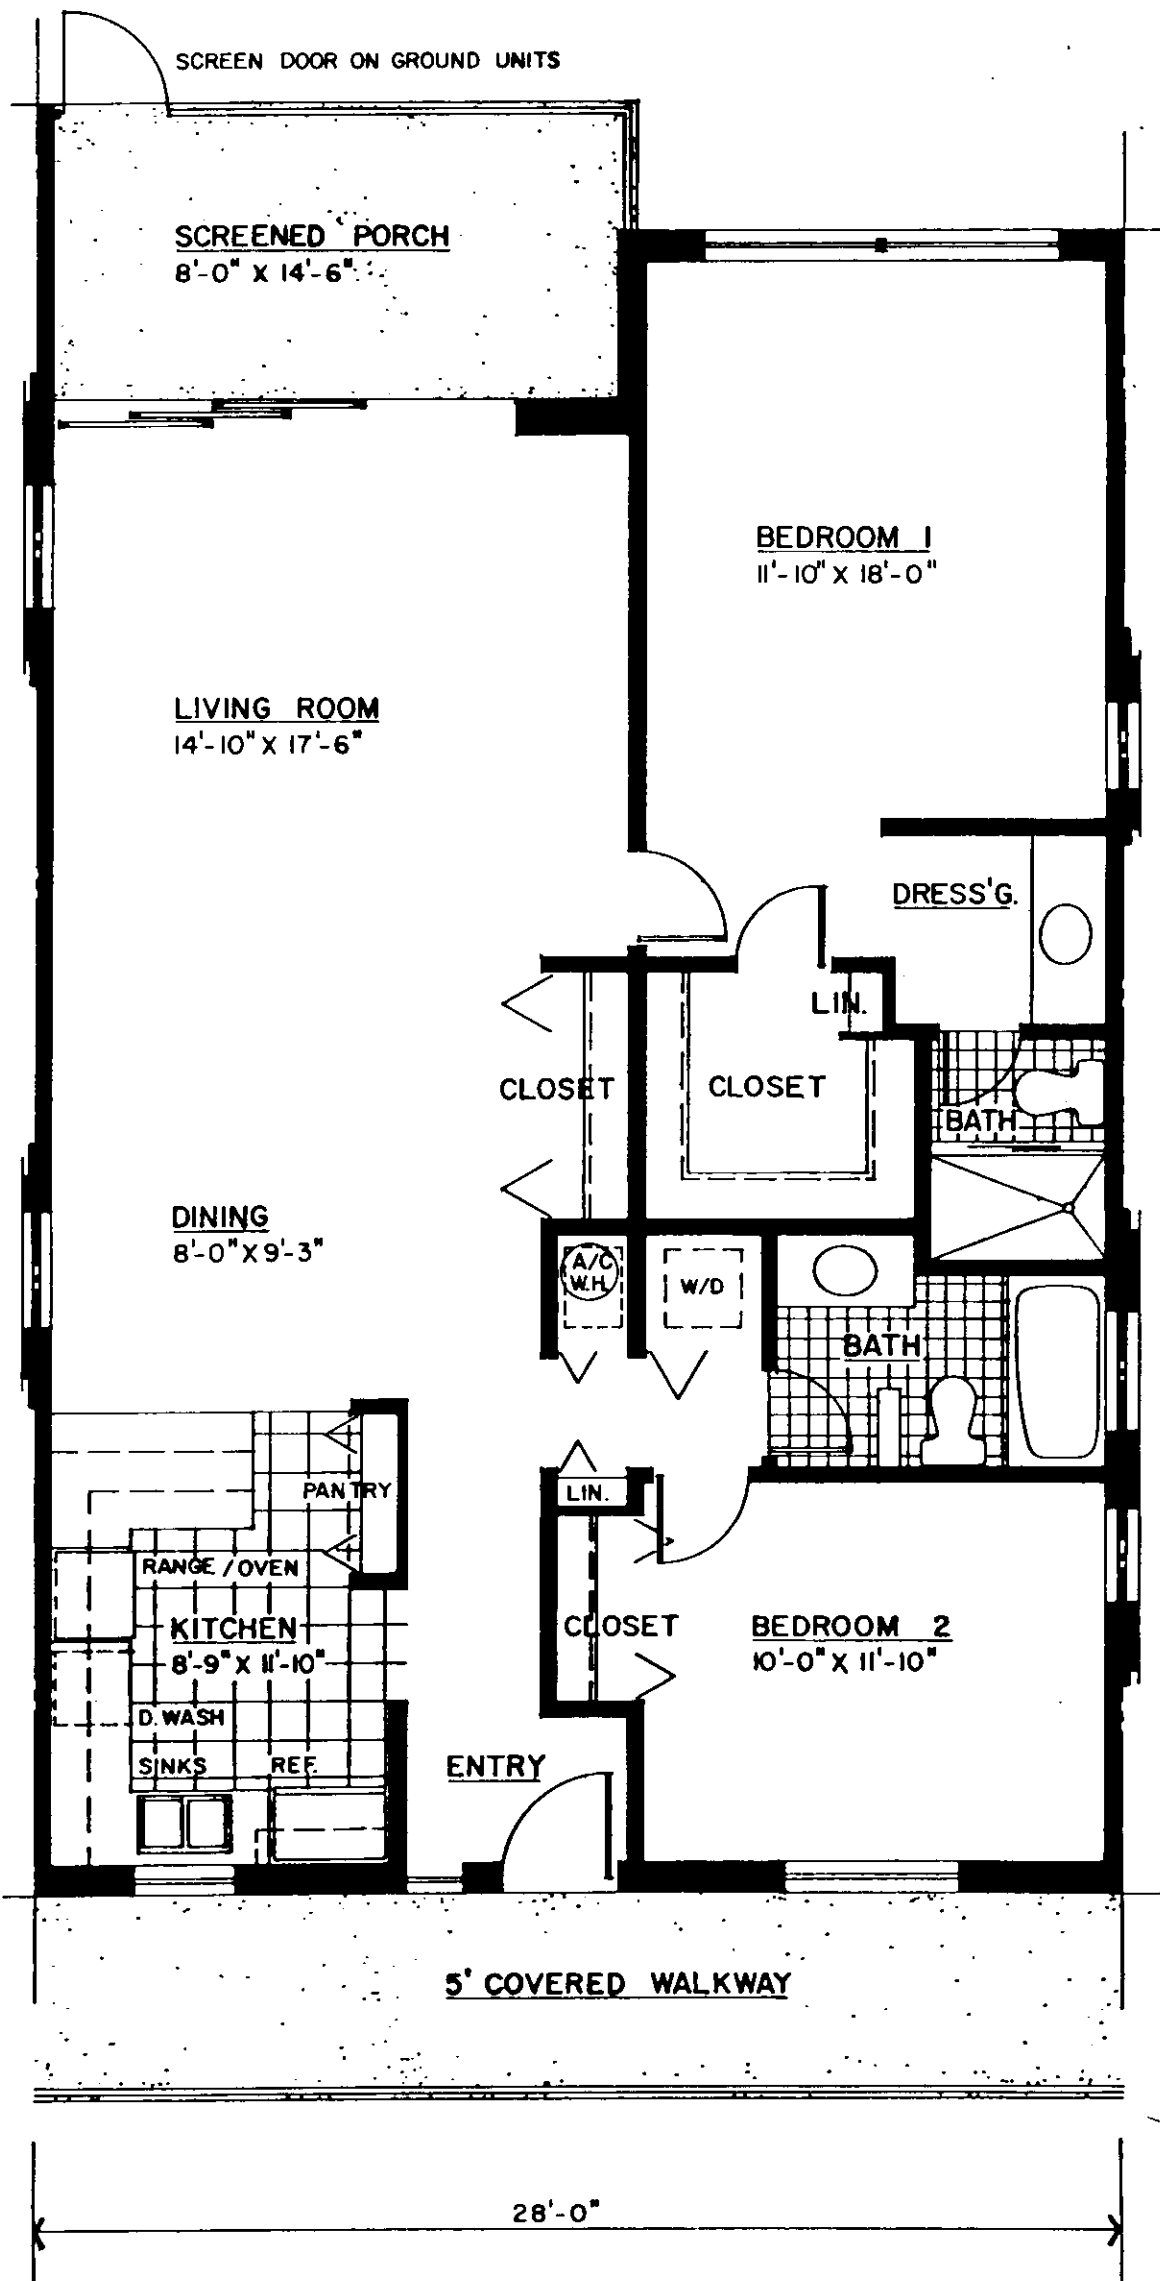 SCREEN DOOR ON GROUND UNITS
SCREENED PORCH
8'-0" X 14'-6"
BEDROOM 1
11'-10" X 18'-0"
LIVING ROOM
14'-10" X 17'-6"
DRESS'G.
LIN.
CLOSET
CLOSET
BATH
DINING
8'-0" X 9'-3"
A/C
W.H.
W/D
BATH
PANTRY
LIN.
RANGE / OVEN
KITCHEN
8'-9" X 11'-10"
CLOSET
BEDROOM 2
10'-0" X 11'-10"
D. WASH
SINKS
REF.
ENTRY
5' COVERED WALKWAY
28'-0"